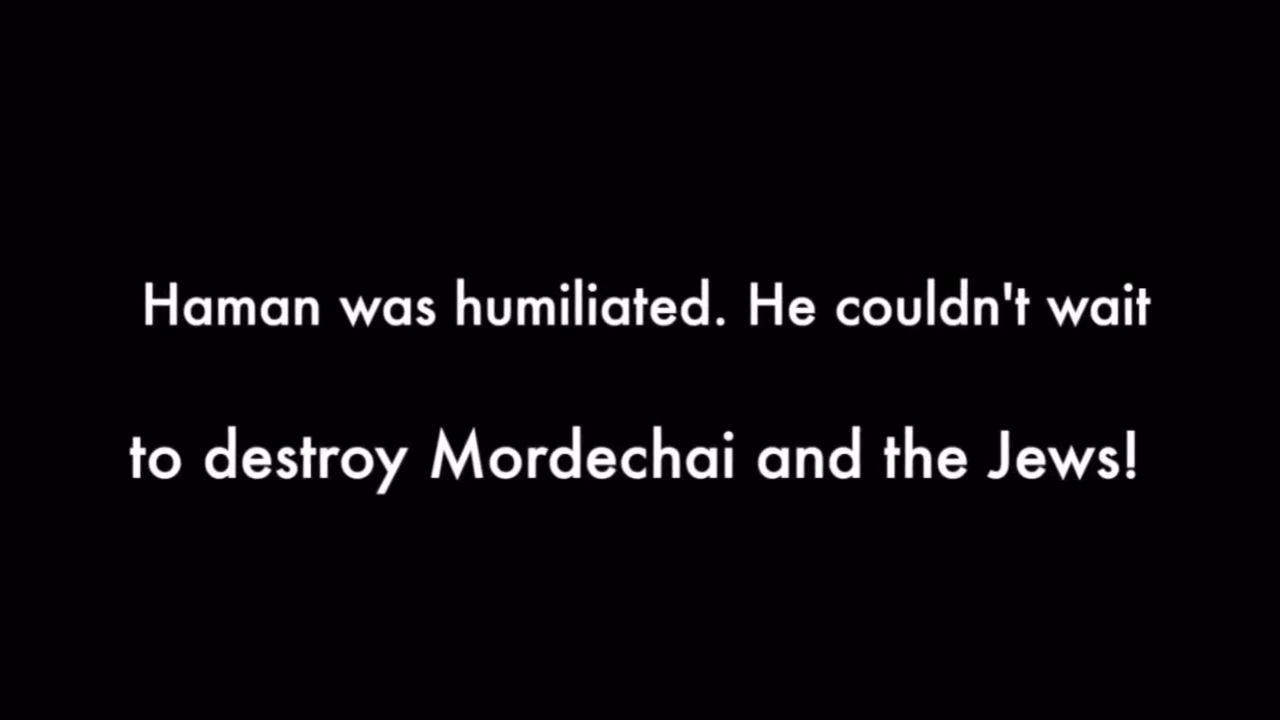 Haman was humiliated. He couldn't wait
to destroy Mordechai and the Jews!